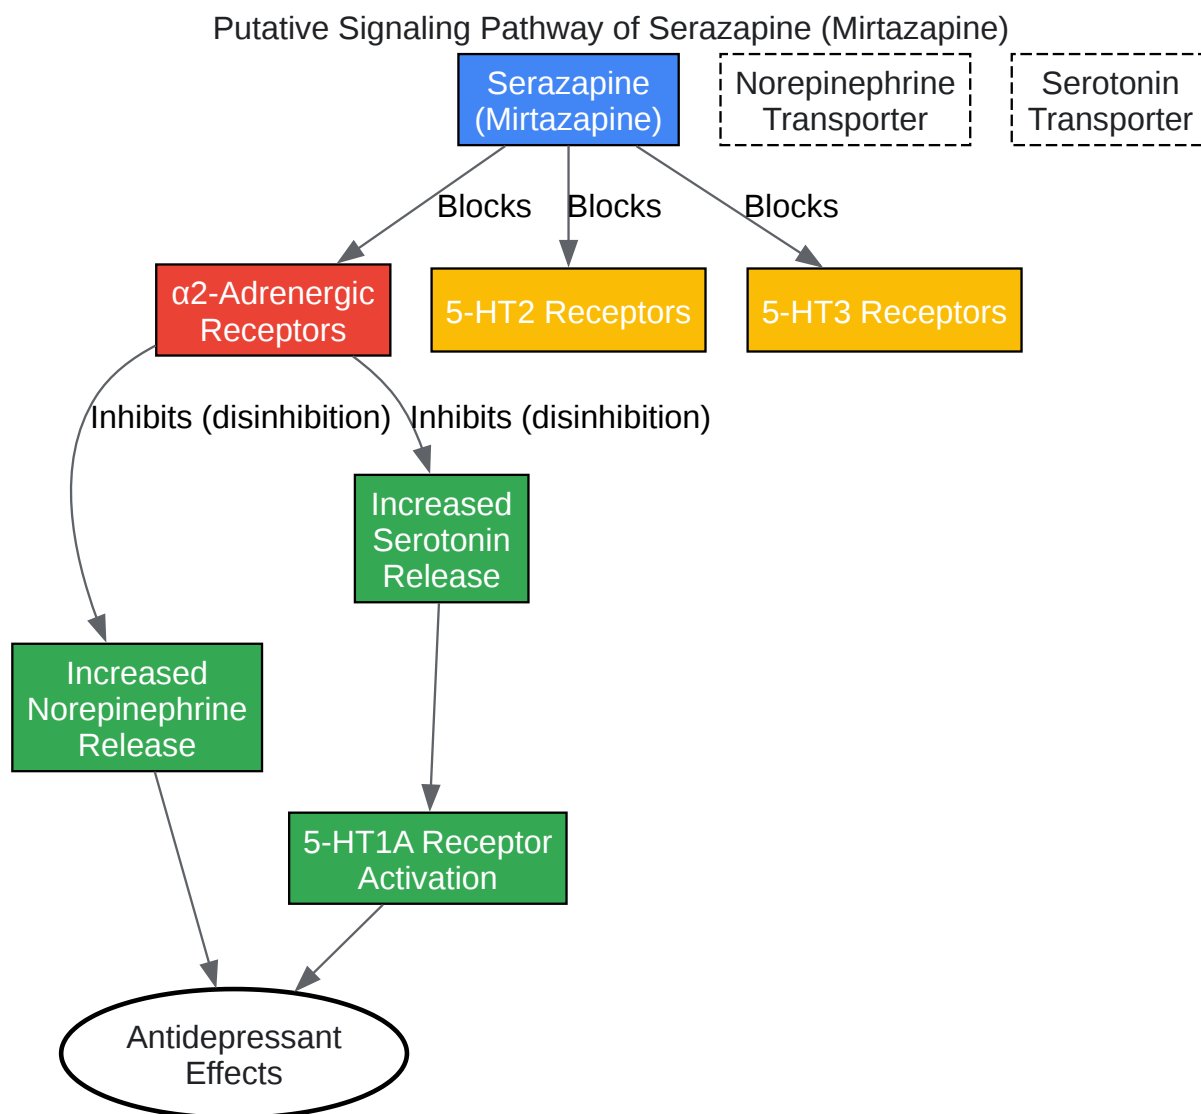 Putative Signaling Pathway of Serazapine (Mirtazapine)
Serazapine
(Mirtazapine)
Norepinephrine
Transporter
Serotonin
Transporter
Blocks
Blocks
Blocks
α2-Adrenergic
Receptors
5-HT2 Receptors
5-HT3 Receptors
Inhibits (disinhibition)
Inhibits (disinhibition)
Increased
Serotonin
Release
Increased
Norepinephrine
Release
5-HT1A Receptor
Activation
Antidepressant
Effects